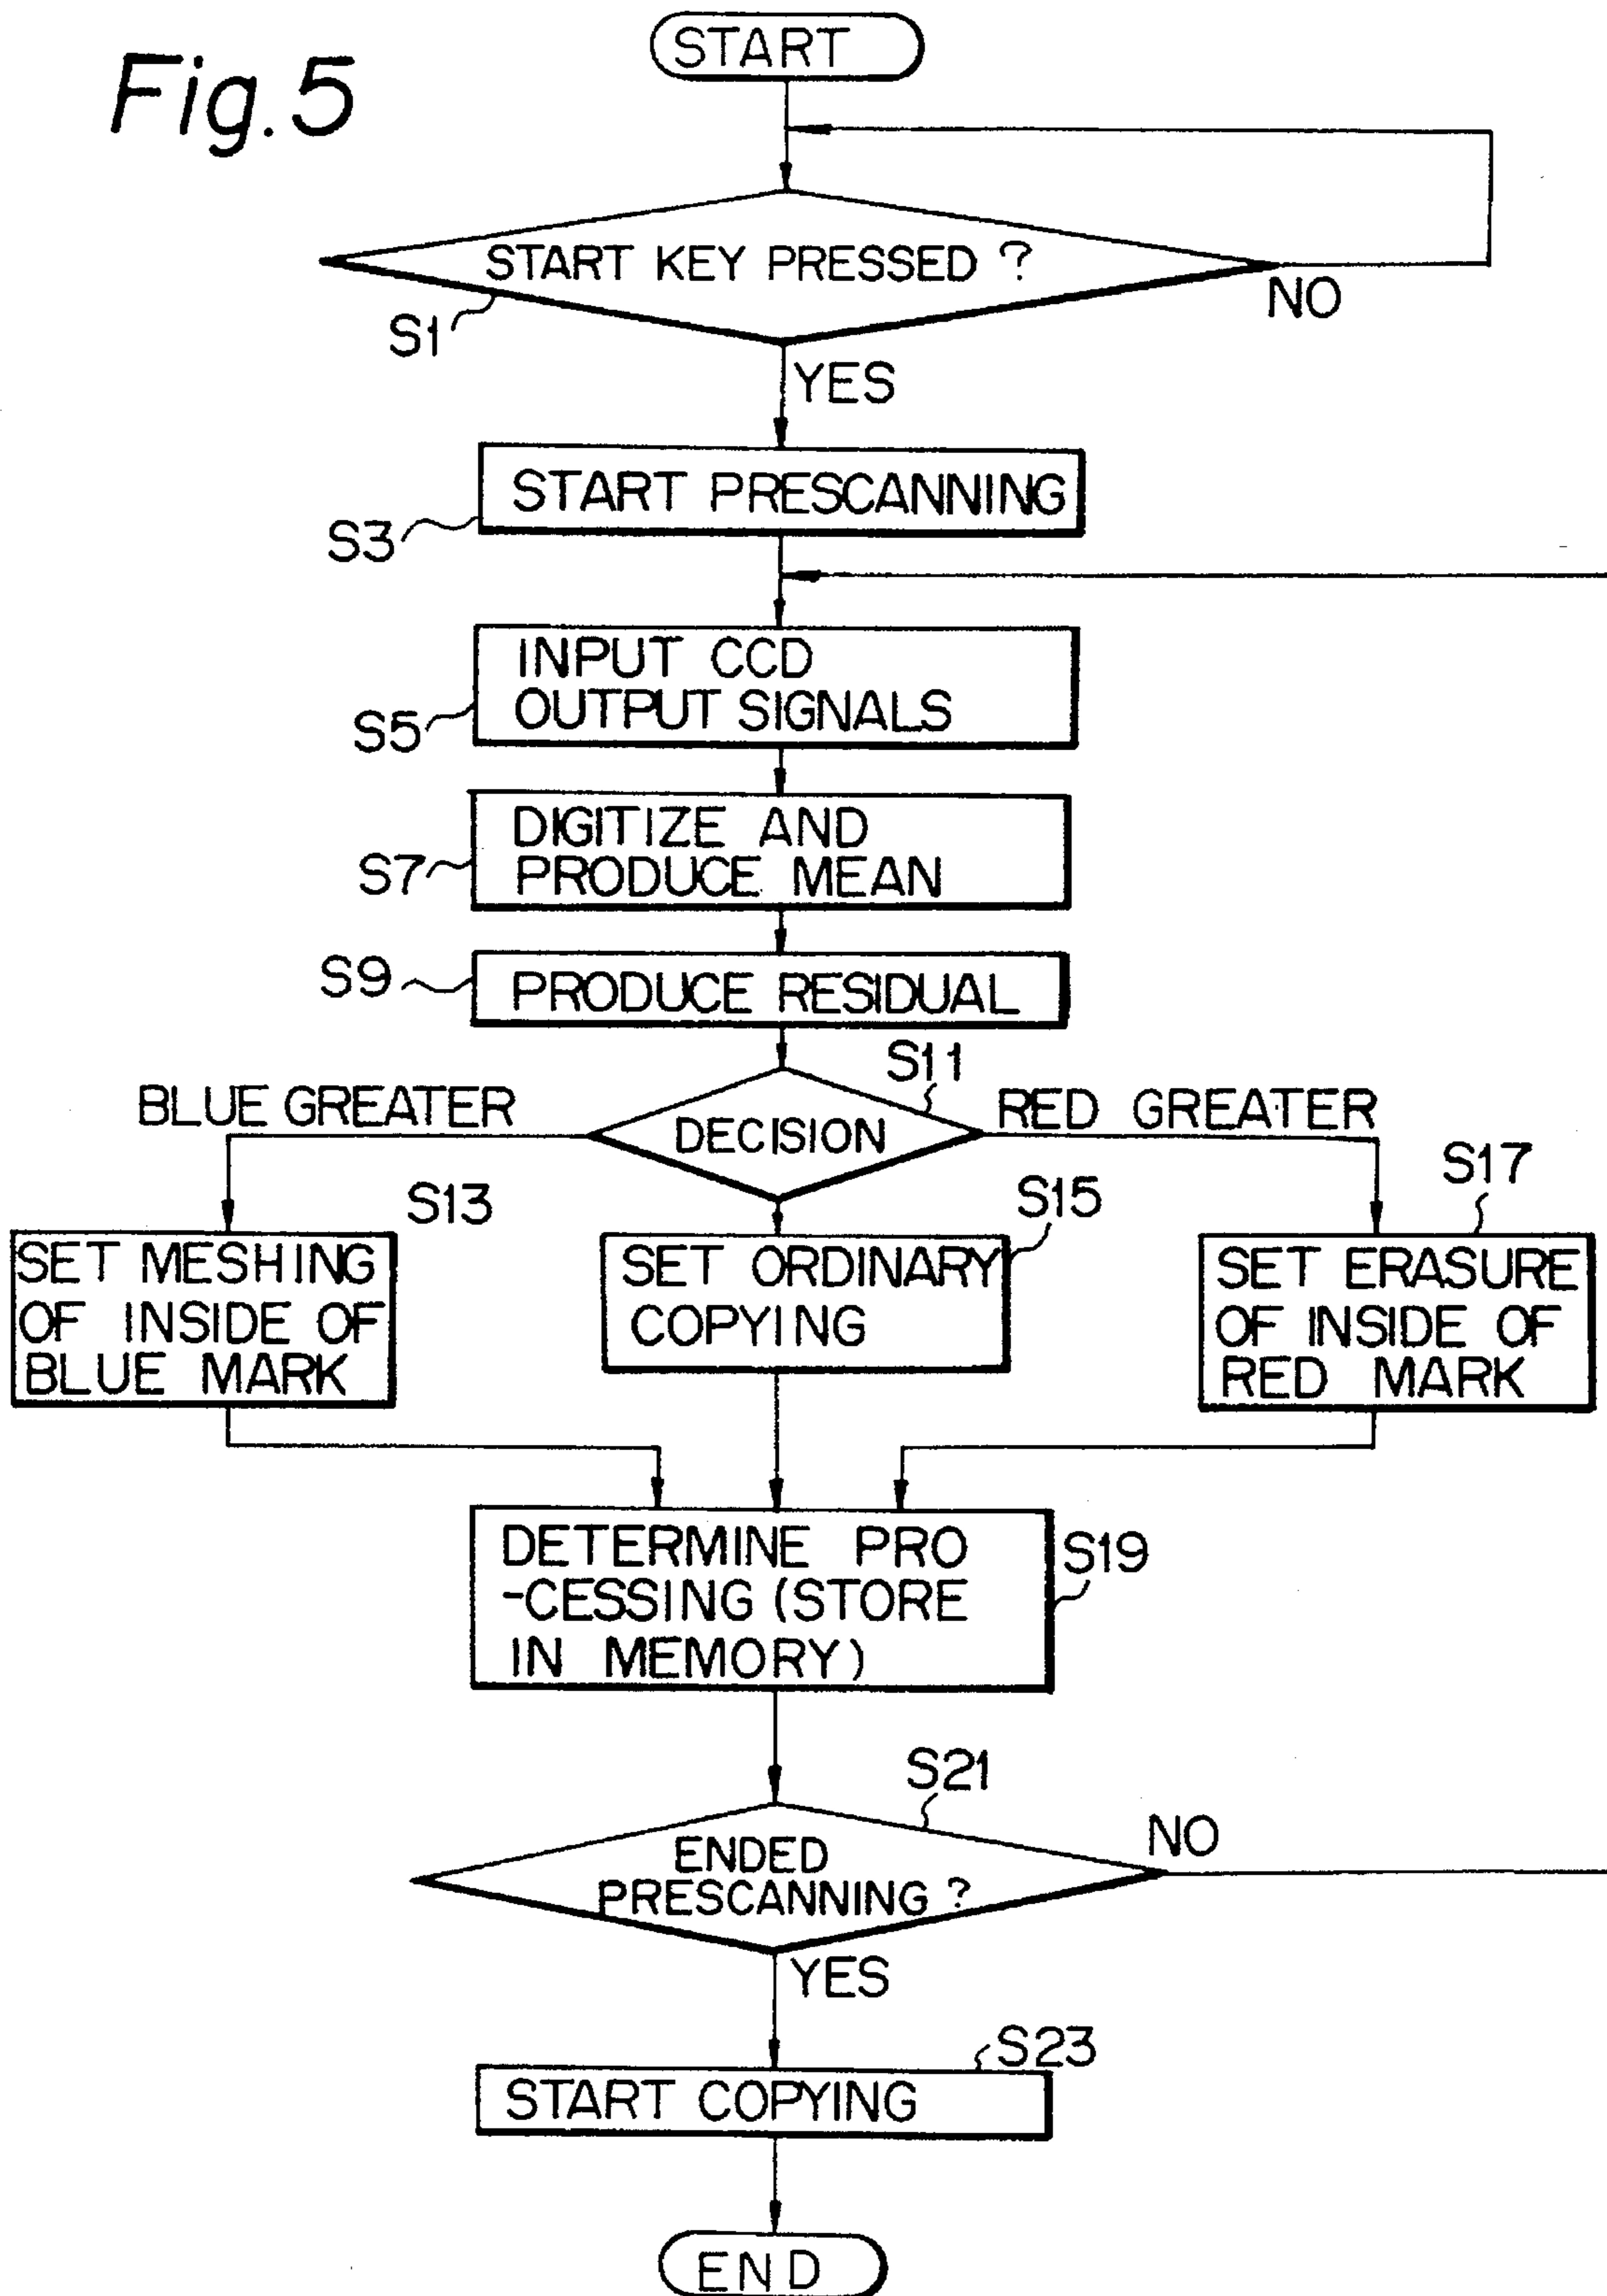 Fig.5
START
START KEY PRESSED ?
S1
NO
YES
START PRESCANNING
S3
INPUT CCD
OUTPUT SIGNALS
S5
DIGITIZE AND
PRODUCE MEAN
S7
PRODUCE RESIDUAL
S9
S11
BLUE GREATER
DECISION
RED GREATER
S13
S15
S17
SET MESHING
OF INSIDE OF
BLUE MARK
SET ORDINARY
COPYING
SET ERASURE
OF INSIDE OF
RED MARK
DETERMINE PRO
-CESSING (STORE
IN MEMORY)
S19
S21
ENDED
PRESCANNING ?
NO
YES
S23
START COPYING
END